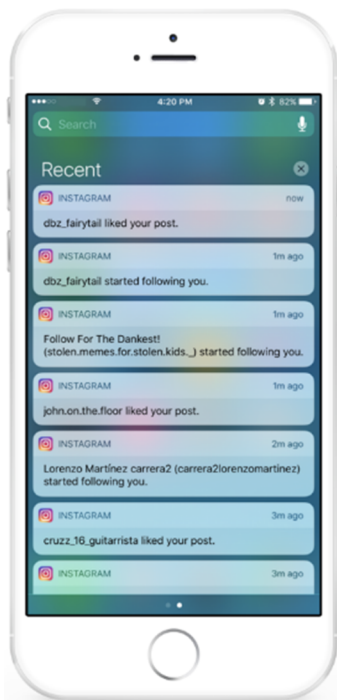 4:20 PM
82%
Search
Recent
INSTAGRAM
now
dbz_fairytail liked your post.
INSTAGRAM
1m ago
dbz_fairytail started following you.
INSTAGRAM
1m ago
Follow For The Dankest!
(stolen.memes.for.stolen.kids._) started following you.
INSTAGRAM
1m ago
john.on.the.floor liked your post.
INSTAGRAM
2m ago
Lorenzo Martínez carrera2 (carrera2lorenzomartinez)
started following you.
INSTAGRAM
3m ago
cruzz_16_guitarrista liked your post.
INSTAGRAM
3m ago